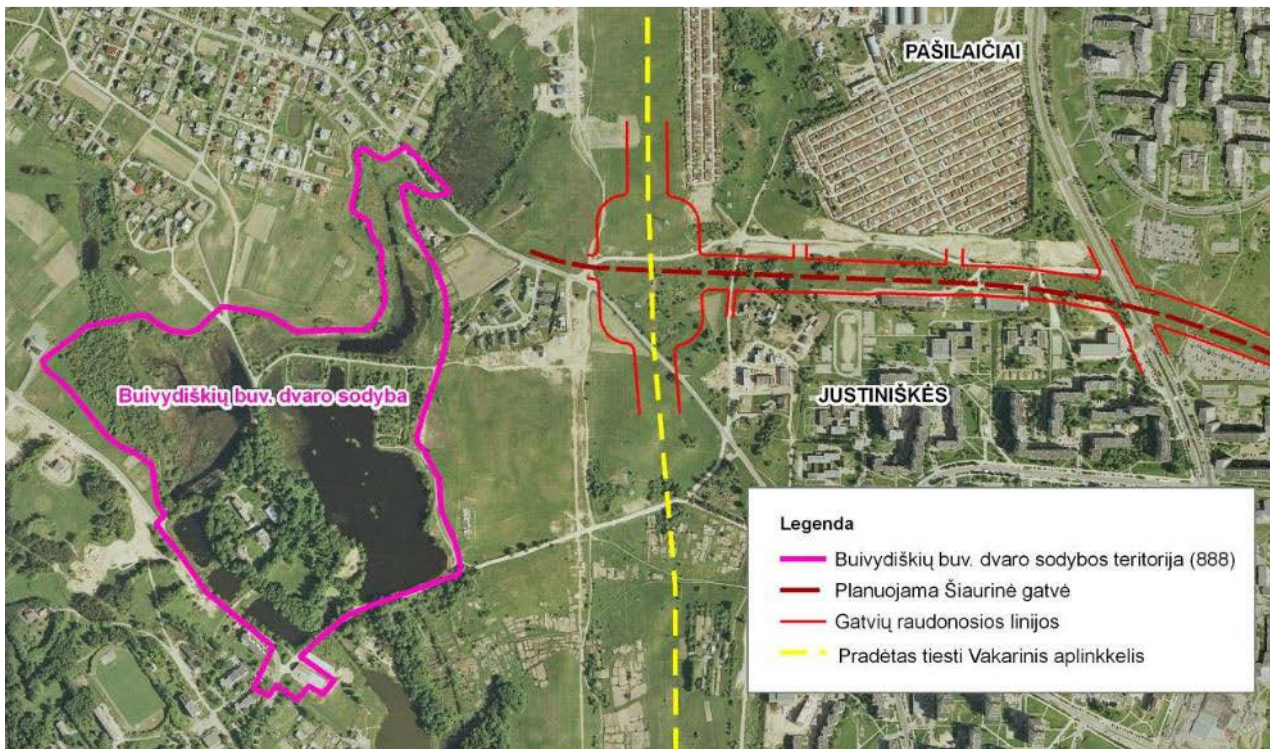 PAŠILAIČIAI
Buivydiškių buv. dvaro sodyba
JUSTINIŠKĖS
Legenda
Buivydiškių buv. dvaro sodybos teritorija (888)
Planuojama Šiaurinė gatvė
Gatvių raudonosios linijos
Pradėtas tiesti Vakarinis aplinkkelis